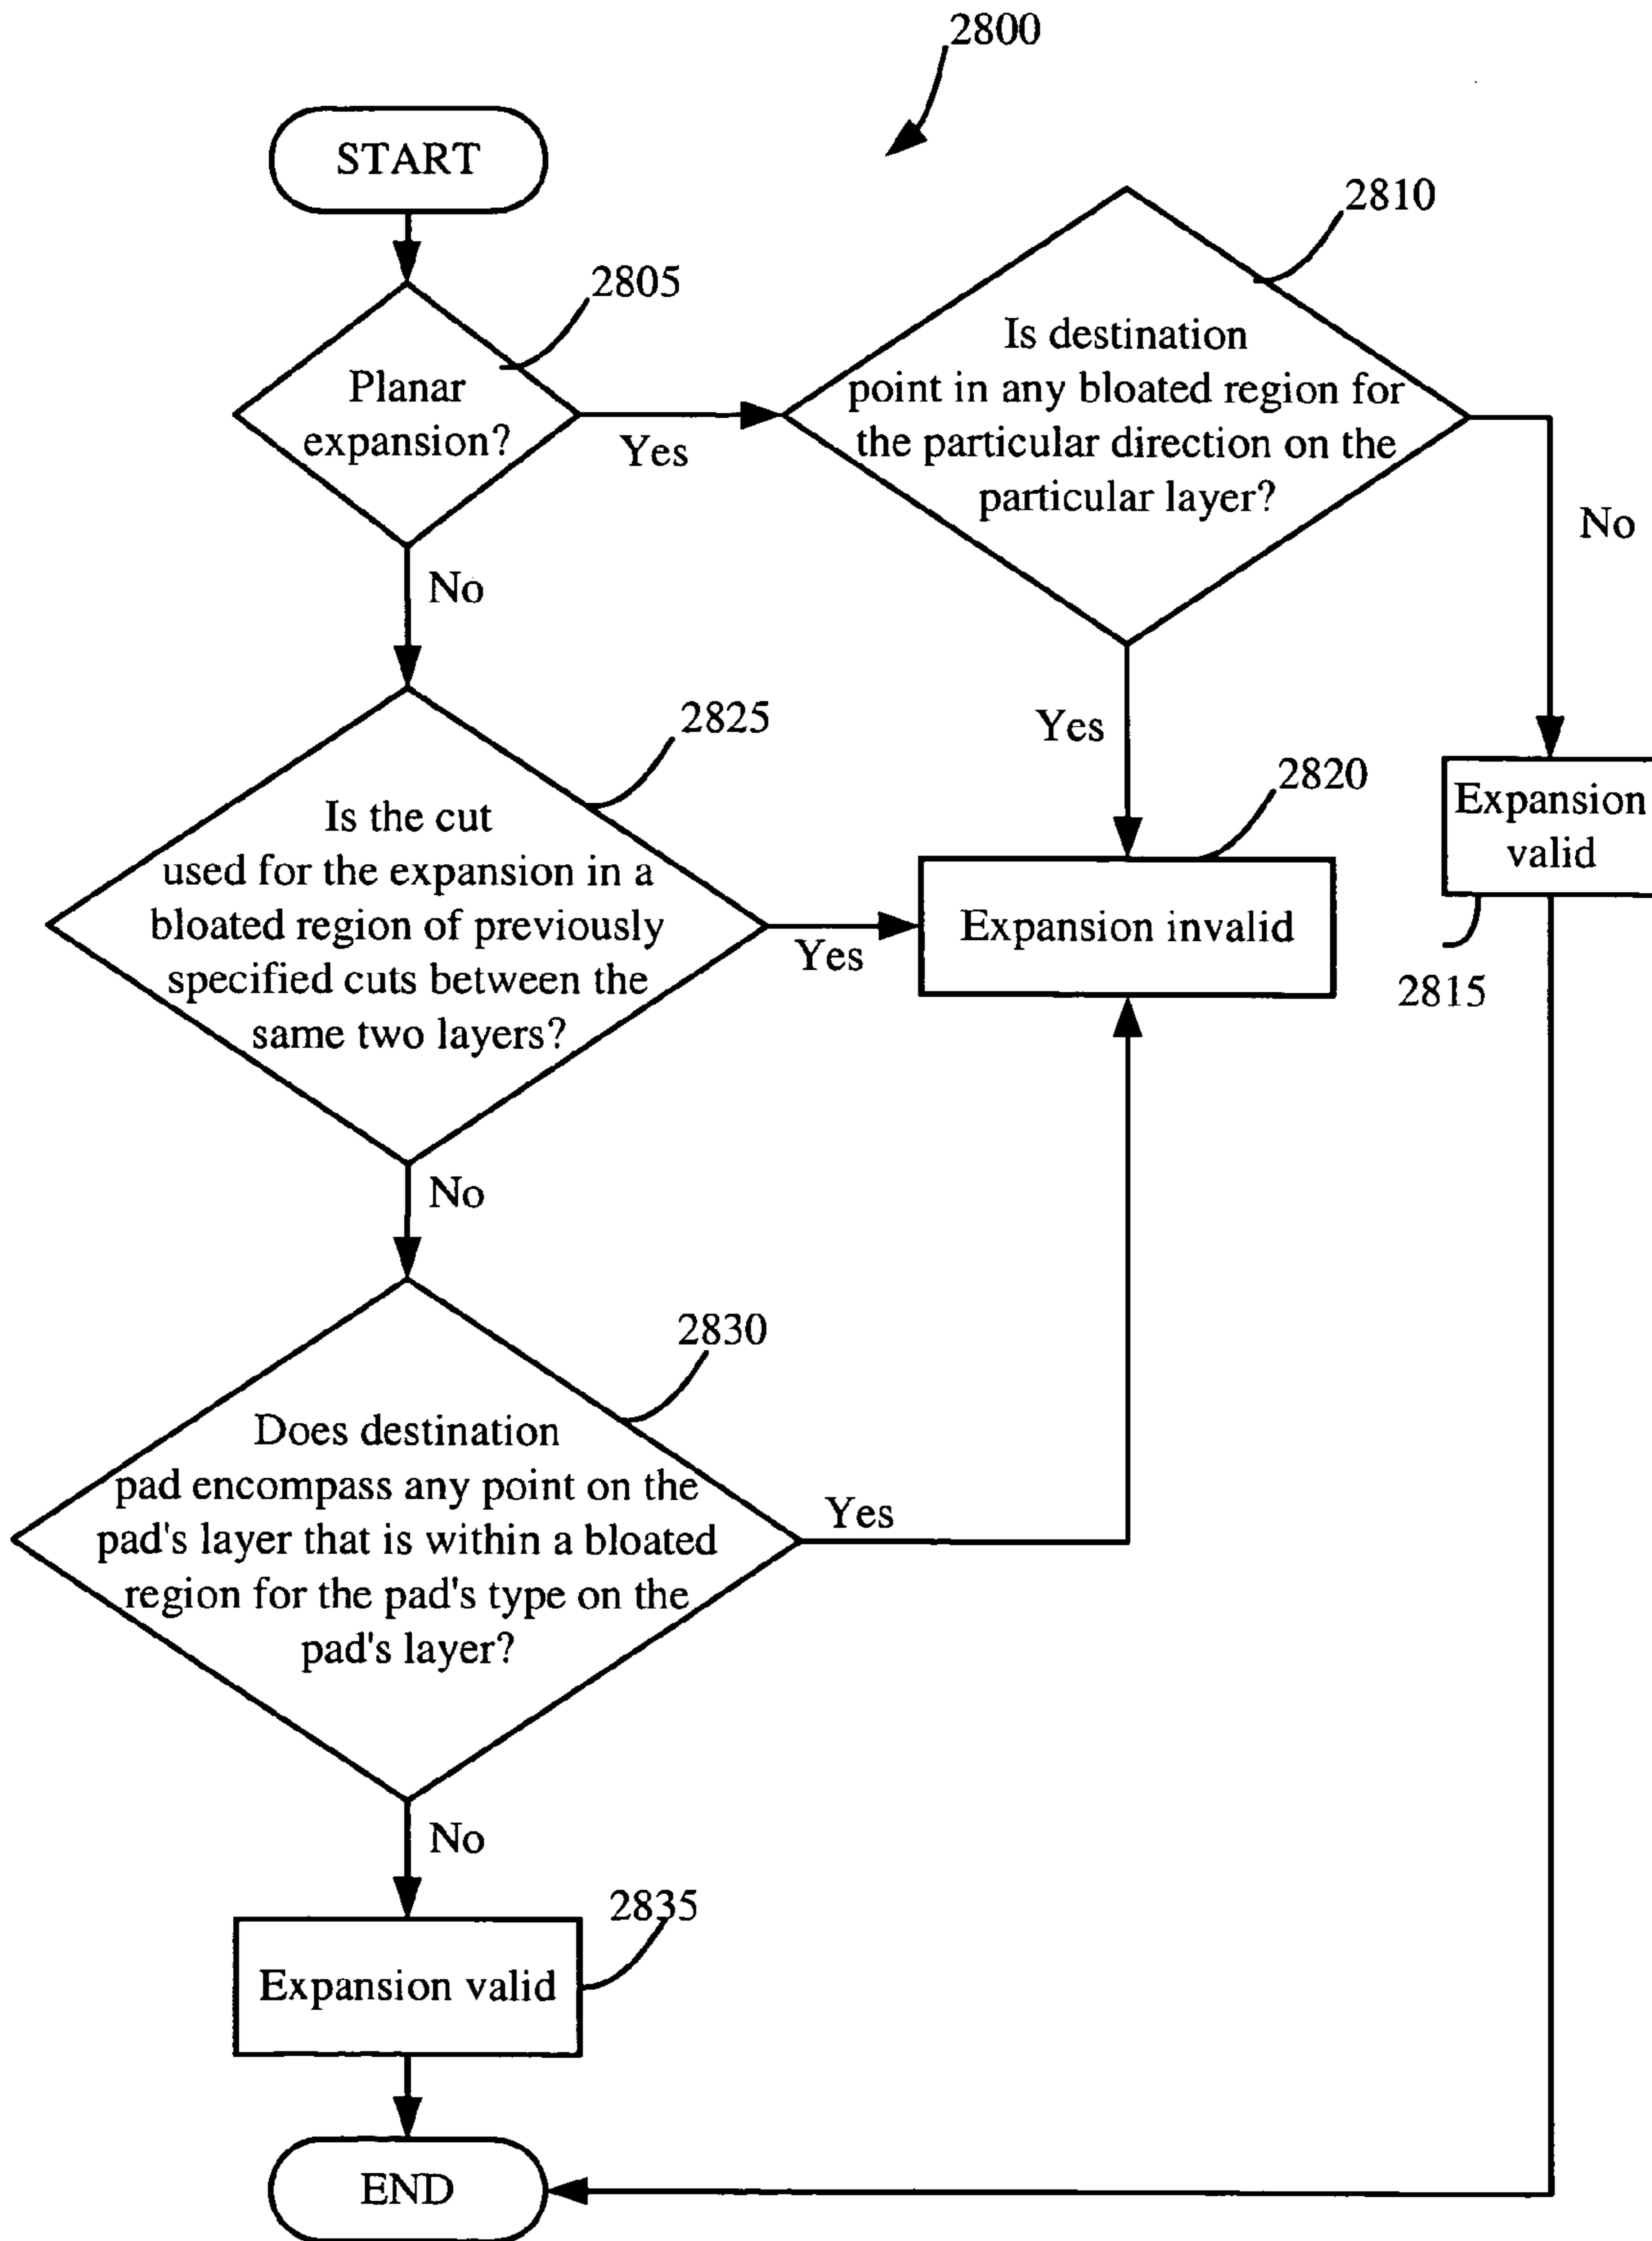 2800
START
2805
Planar
expansion?
Yes
No
2810
Is destination
point in any bloated region for
the particular direction on the
particular layer?
No
Yes
Expansion
valid
2815
2820
Expansion invalid
2825
Is the cut
used for the expansion in a
bloated region of previously
specified cuts between the
same two layers?
Yes
No
2830
Does destination
pad encompass any point on the
pad's layer that is within a bloated
region for the pad's type on the
pad's layer?
Yes
No
2835
Expansion valid
END